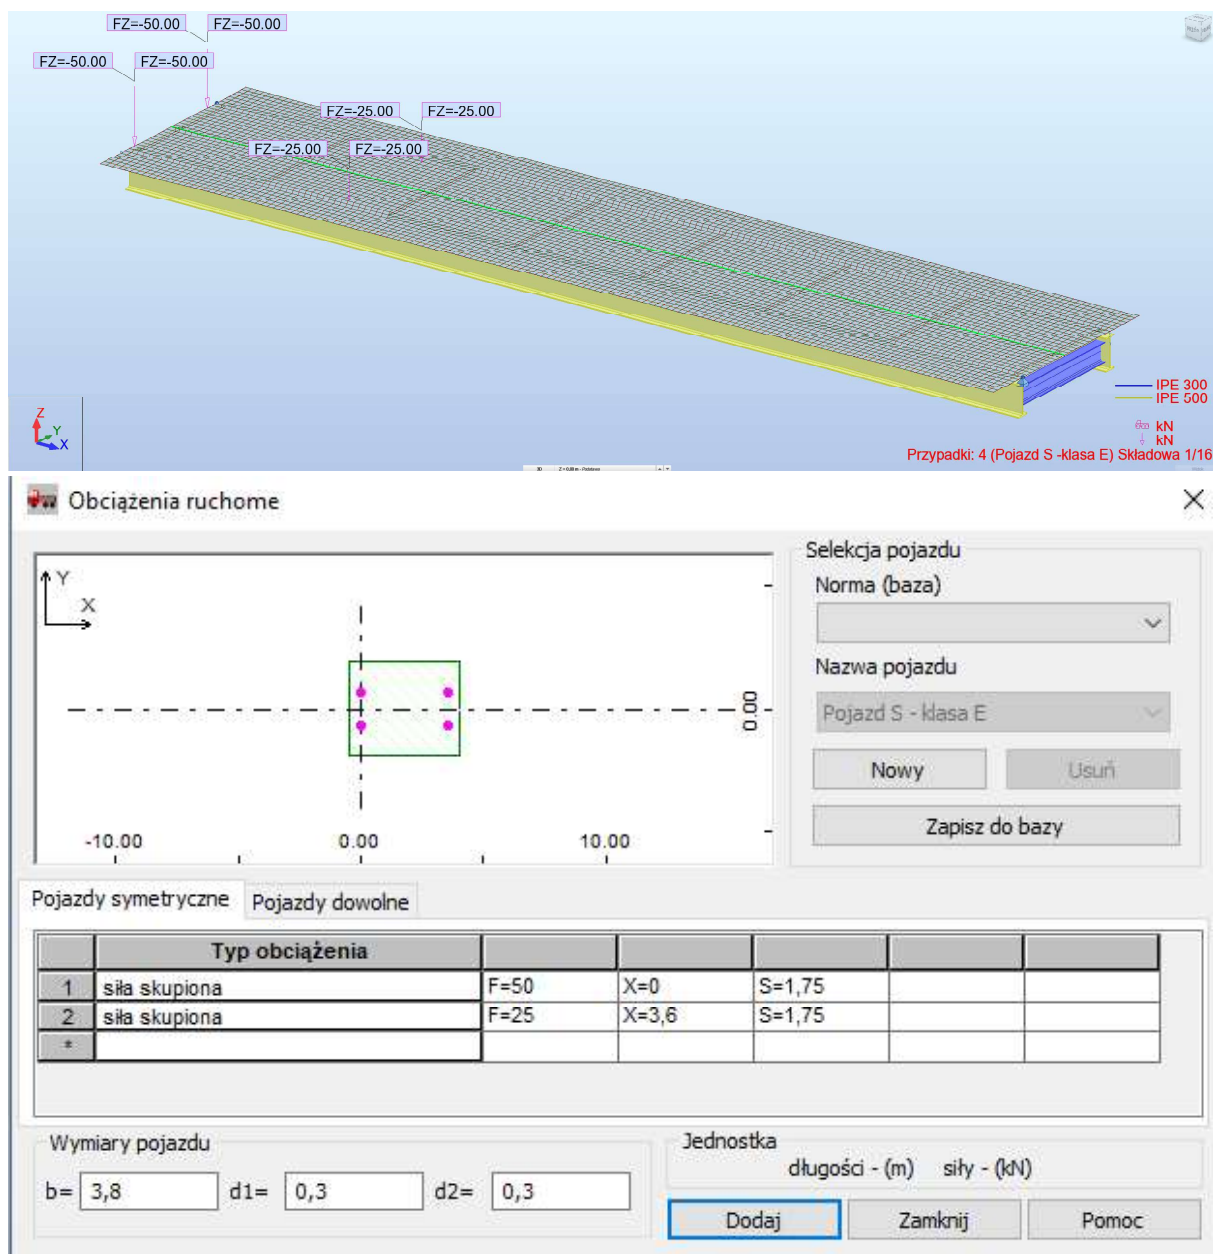 FZ=-50.00 FZ=-50.00
FZ=-50.00 FZ=-50.00
FZ=-25.00 FZ=-25.00
FZ=-25.00 FZ=-25.00
IPE 300
IPE 500
Z
Y
X
kN
kN
Przypadki: 4 (Pojazd S -klasa E) Składowa 1/16
3D Z = 0,00 m - Podstawa
Obciążenia ruchome
Y
X
0.00
-10.00 0.00 10.00
Selekcja pojazdu
Norma (baza)
Nazwa pojazdu
Pojazd S - klasa E
Nowy Usuń
Zapisz do bazy
Pojazdy symetryczne Pojazdy dowolne
Typ obciążenia
1 siła skupiona F=50 X=0 S=1,75
2 siła skupiona F=25 X=3,6 S=1,75
*
Wymiary pojazdu
b= 3,8 d1= 0,3 d2= 0,3
Jednostka
długości - (m) siły - (kN)
Dodaj Zamknij Pomoc